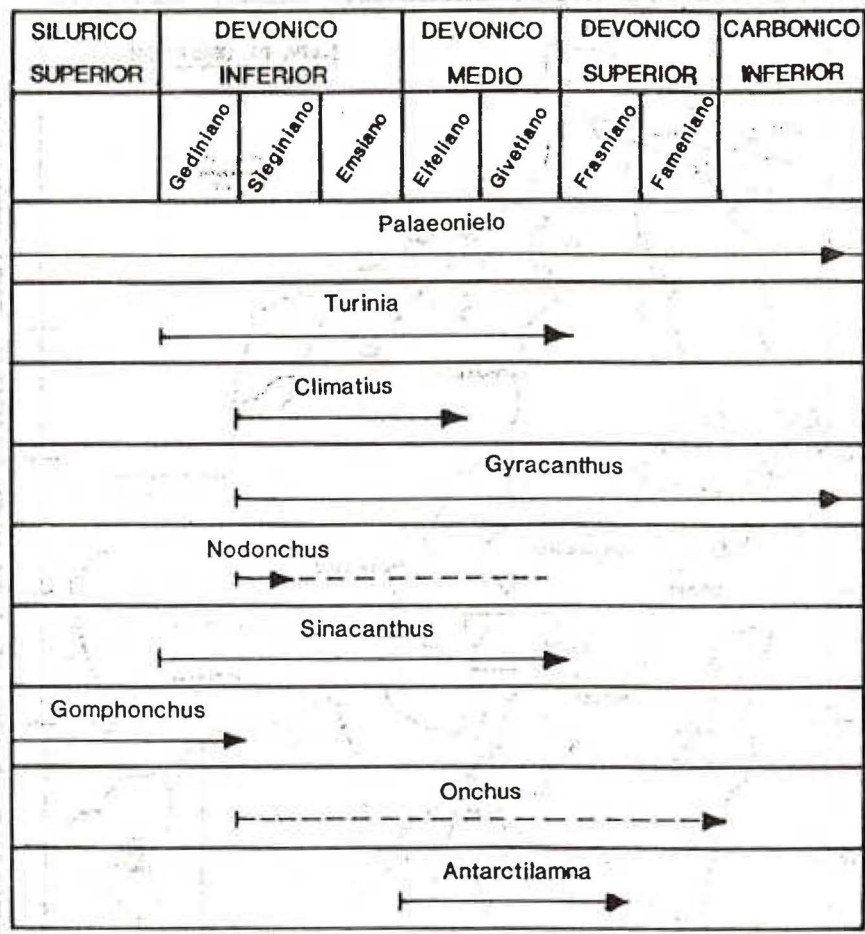 SILURICO SUPERIOR
DEVONICO INFERIOR
DEVONICO MEDIO
DEVONICO SUPERIOR
CARBONICO INFERIOR
Gediniano
Sleginiano
Emsiano
Eifeliano
Givetiano
Frasniano
Fameniano
Palaeonielo
Turinia
Climatius
Gyracanthus
Nodonchus
Sinacanthus
Gomphonchus
Onchus
Antarctilamna